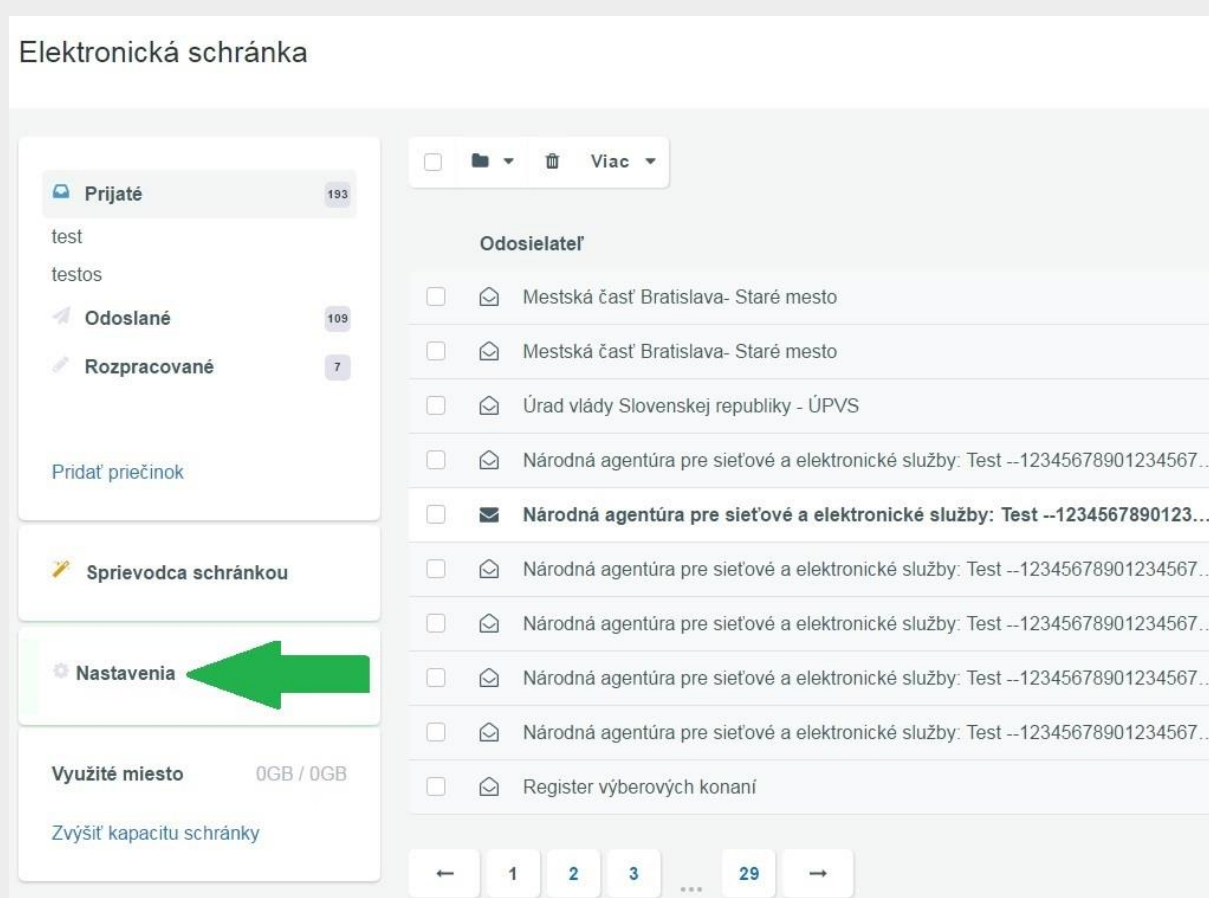 Elektronická schránka
Prijaté 193
test
testos
Odoslané 109
Rozpracované 7
Pridať priečinok
Sprievodca schránkou
Nastavenia
Využité miesto 0GB / 0GB
Zvýšiť kapacitu schránky
Viac
Odosielateľ
Mestská časť Bratislava- Staré mesto
Mestská časť Bratislava- Staré mesto
Úrad vlády Slovenskej republiky - ÚPVS
Národná agentúra pre sieťové a elektronické služby: Test --12345678901234567...
Národná agentúra pre sieťové a elektronické služby: Test --1234567890123...
Národná agentúra pre sieťové a elektronické služby: Test --12345678901234567...
Národná agentúra pre sieťové a elektronické služby: Test --12345678901234567...
Národná agentúra pre sieťové a elektronické služby: Test --12345678901234567...
Národná agentúra pre sieťové a elektronické služby: Test --12345678901234567...
Register výberových konaní
← 1 2 3 ... 29 →